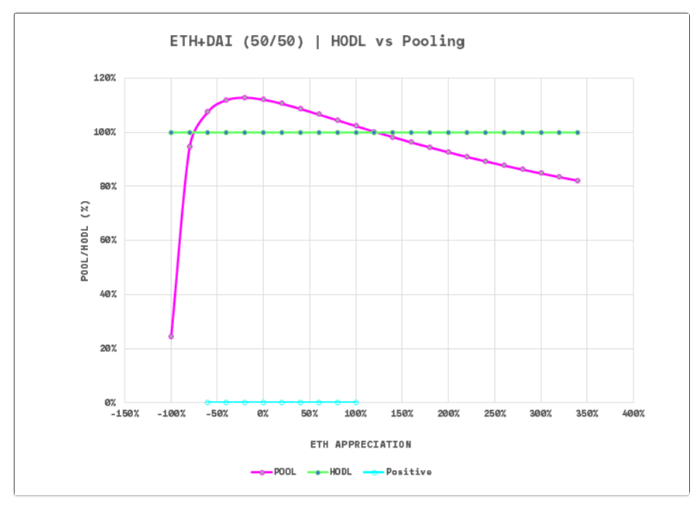 ETH+DAI (50/50) | HODL vs Pooling
120%
100%
80%
60%
40%
20%
0%
POOL/HODL (%)
-150% -100% -50% 0% 50% 100% 150% 200% 250% 300% 350% 400%
ETH APPRECIATION
POOL HODL Positive